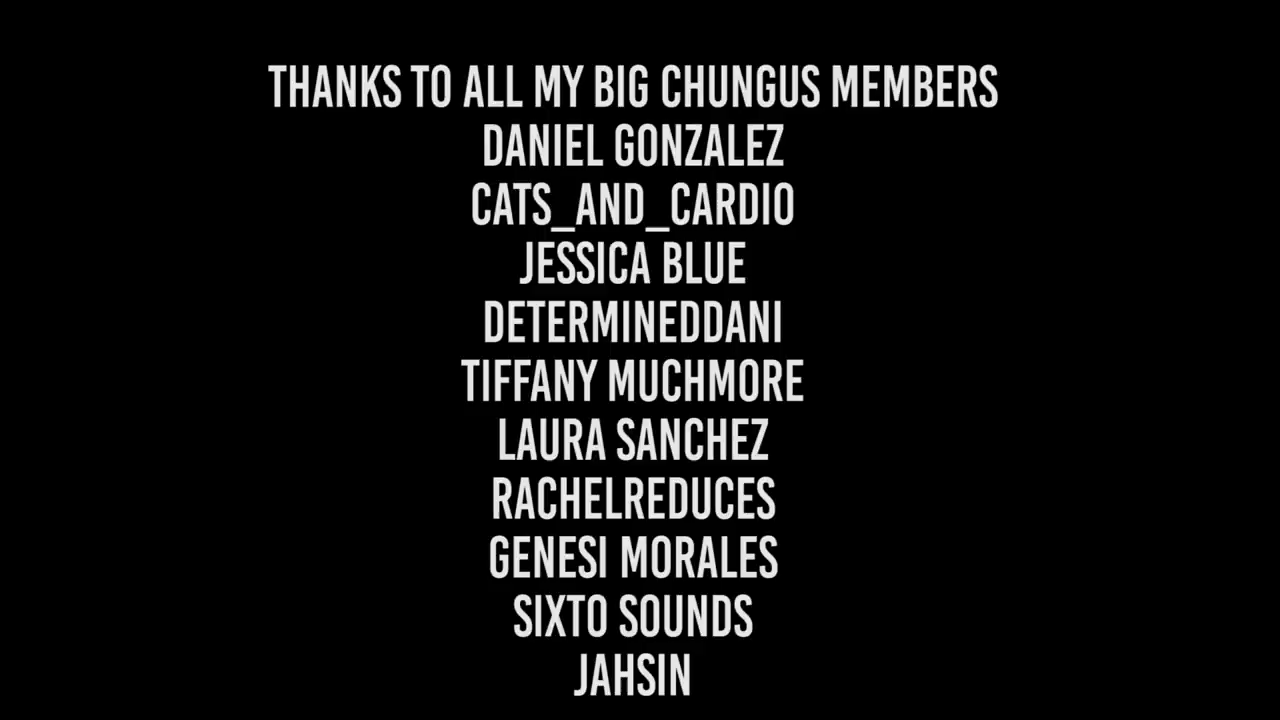 THANKS TO ALL MY BIG CHUNGUS MEMBERS
DANIEL GONZALEZ
CATS_AND_CARDIO
JESSICA BLUE
DETERMINEDDANI
TIFFANY MUCHMORE
LAURA SANCHEZ
RACHELREDUCES
GENESI MORALES
SIXTO SOUNDS
JAHSIN